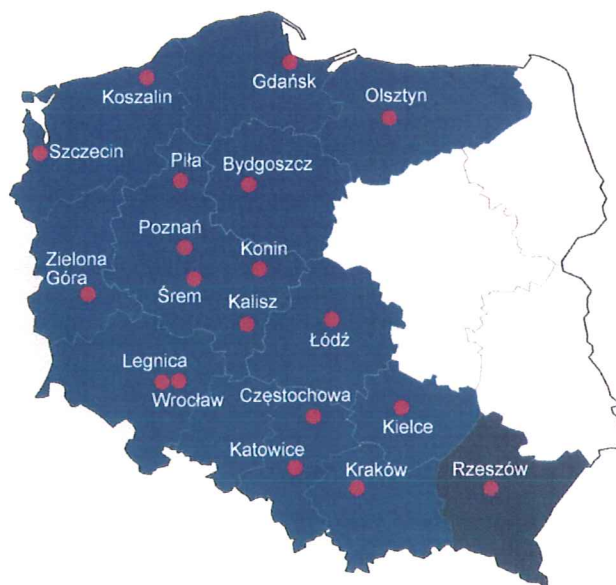 Gdańsk
Koszalin
Olsztyn
Szczecin
Piła
Bydgoszcz
Poznań
Konin
Zielona
Góra
Śrem
Kalisz
Łódź
Legnica
Wrocław
Częstochowa
Kielce
Katowice
Kraków
Rzeszów